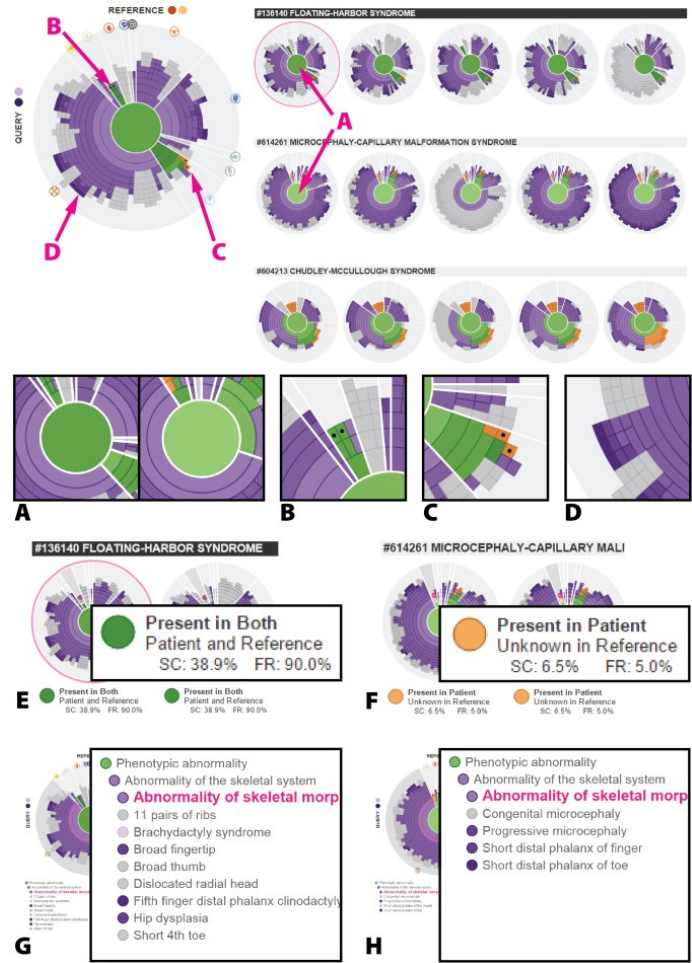 REFERENCE
QUERY
B
A
D
C
#136140 FLOATING-HARBOR SYNDROME
#614261 MICROCEPHALY-CAPILLARY MALFORMATION SYNDROME
#604213 CHUDLEY-MCCULLOUGH SYNDROME
A
B
C
D
#136140 FLOATING-HARBOR SYNDROME
Present in Both
Patient and Reference
SC: 38.9% FR: 90.0%
E
Present in Both
Patient and Reference
SC: 38.9% FR: 90.0%
Present in Both
Patient and Reference
SC: 38.9% FR: 90.0%
#614261 MICROCEPHALY-CAPILLARY MALI
Present in Patient
Unknown in Reference
SC: 6.5% FR: 5.0%
F
Present in Patient
Unknown in Reference
SC: 6.5% FR: 5.0%
Present in Patient
Unknown in Reference
SC: 6.5% FR: 5.0%
QUERY
Phenotypic abnormality
Abnormality of the skeletal system
Abnormality of skeletal morp
11 pairs of ribs
Brachydactyly syndrome
Broad fingertip
Broad thumb
Dislocated radial head
Fifth finger distal phalanx clinodactyly
Hip dysplasia
Short 4th toe
G
QUERY
Phenotypic abnormality
Abnormality of the skeletal system
Abnormality of skeletal morp
Congenital microcephaly
Progressive microcephaly
Short distal phalanx of finger
Short distal phalanx of toe
H